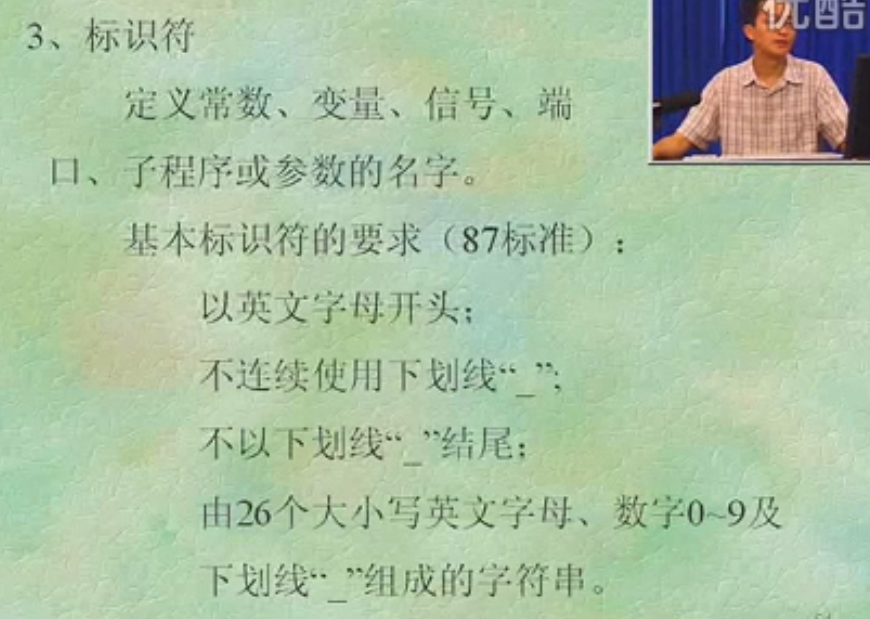 3、标识符
优酷
定义常数、变量、信号、端
口、子程序或参数的名字。
基本标识符的要求（87标准）：
以英文字母开头;
不连续使用下划线“_”;
不以下划线“_”结尾;
由26个大小写英文字母、数字0~9及
下划线“_”组成的字符串。